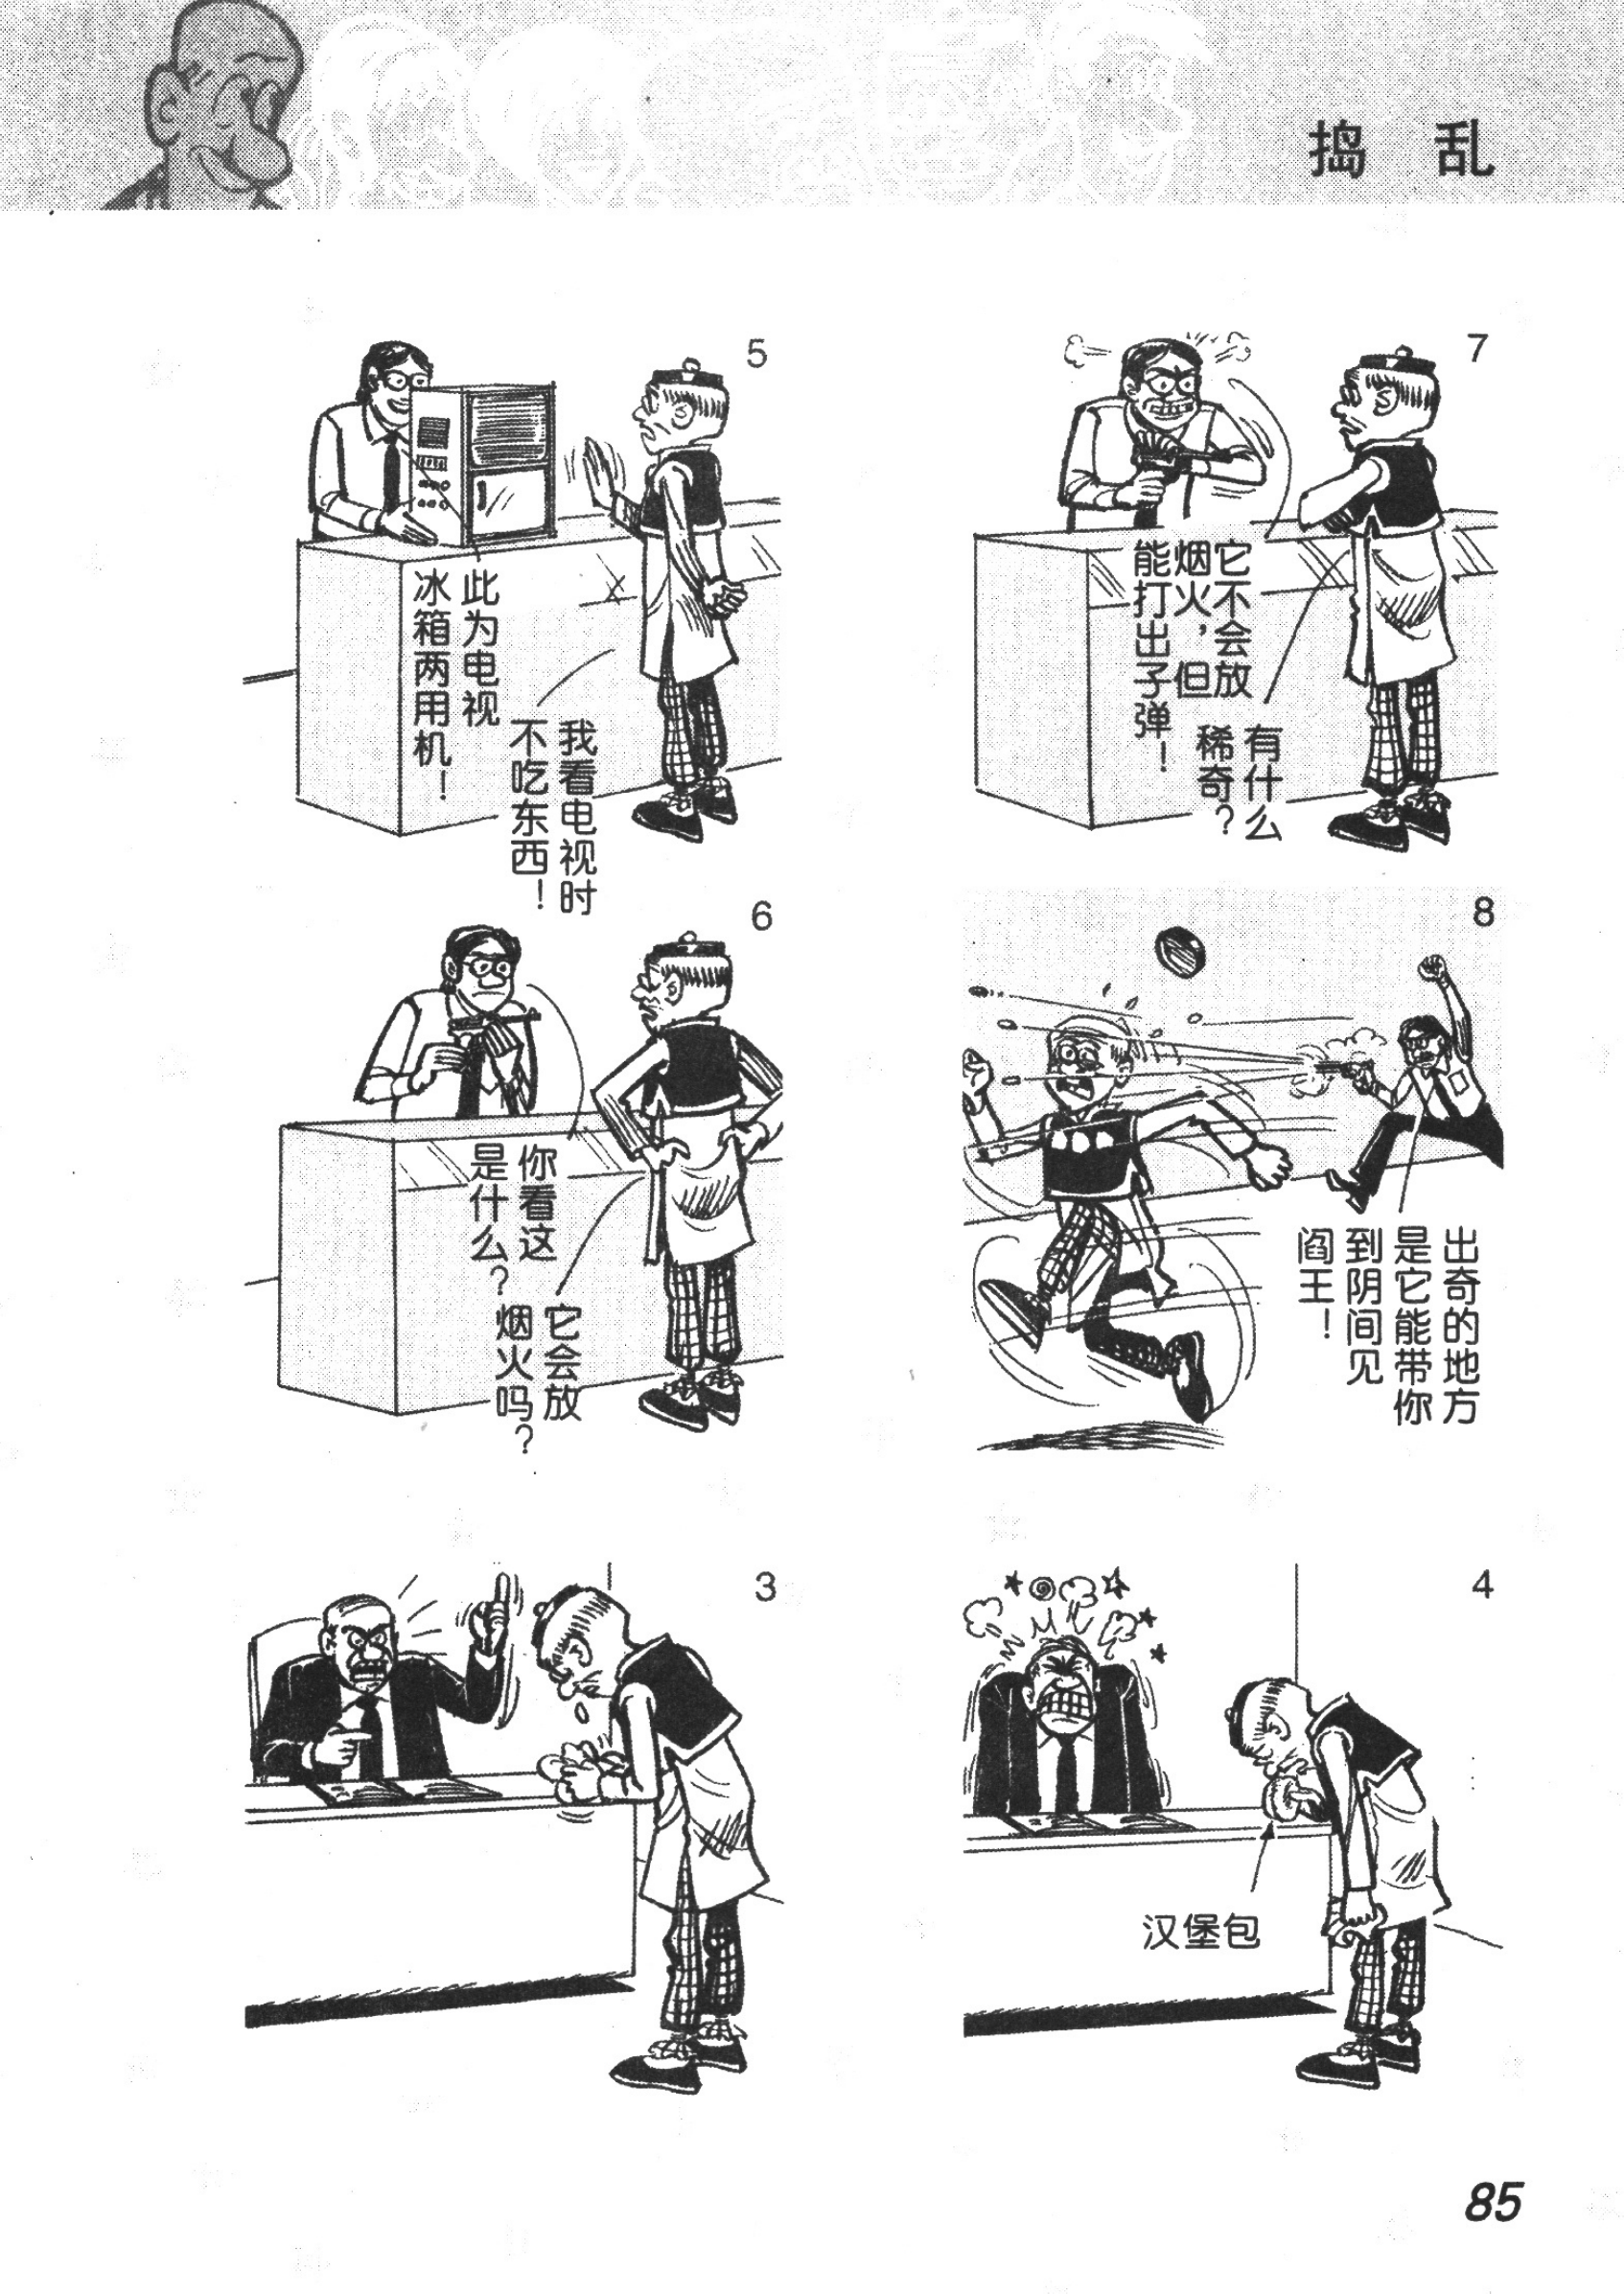 捣 乱
5
此为电视
冰箱两用机！
我看电视时
不吃东西！
6
你看这
是什么？
它会放
烟火吗？
7
它不会放
烟火，但
能打出子弹！
有什么
稀奇？
8
出奇的地方
是它能带你
到阴间见
阎王！
3
4
汉堡包
85